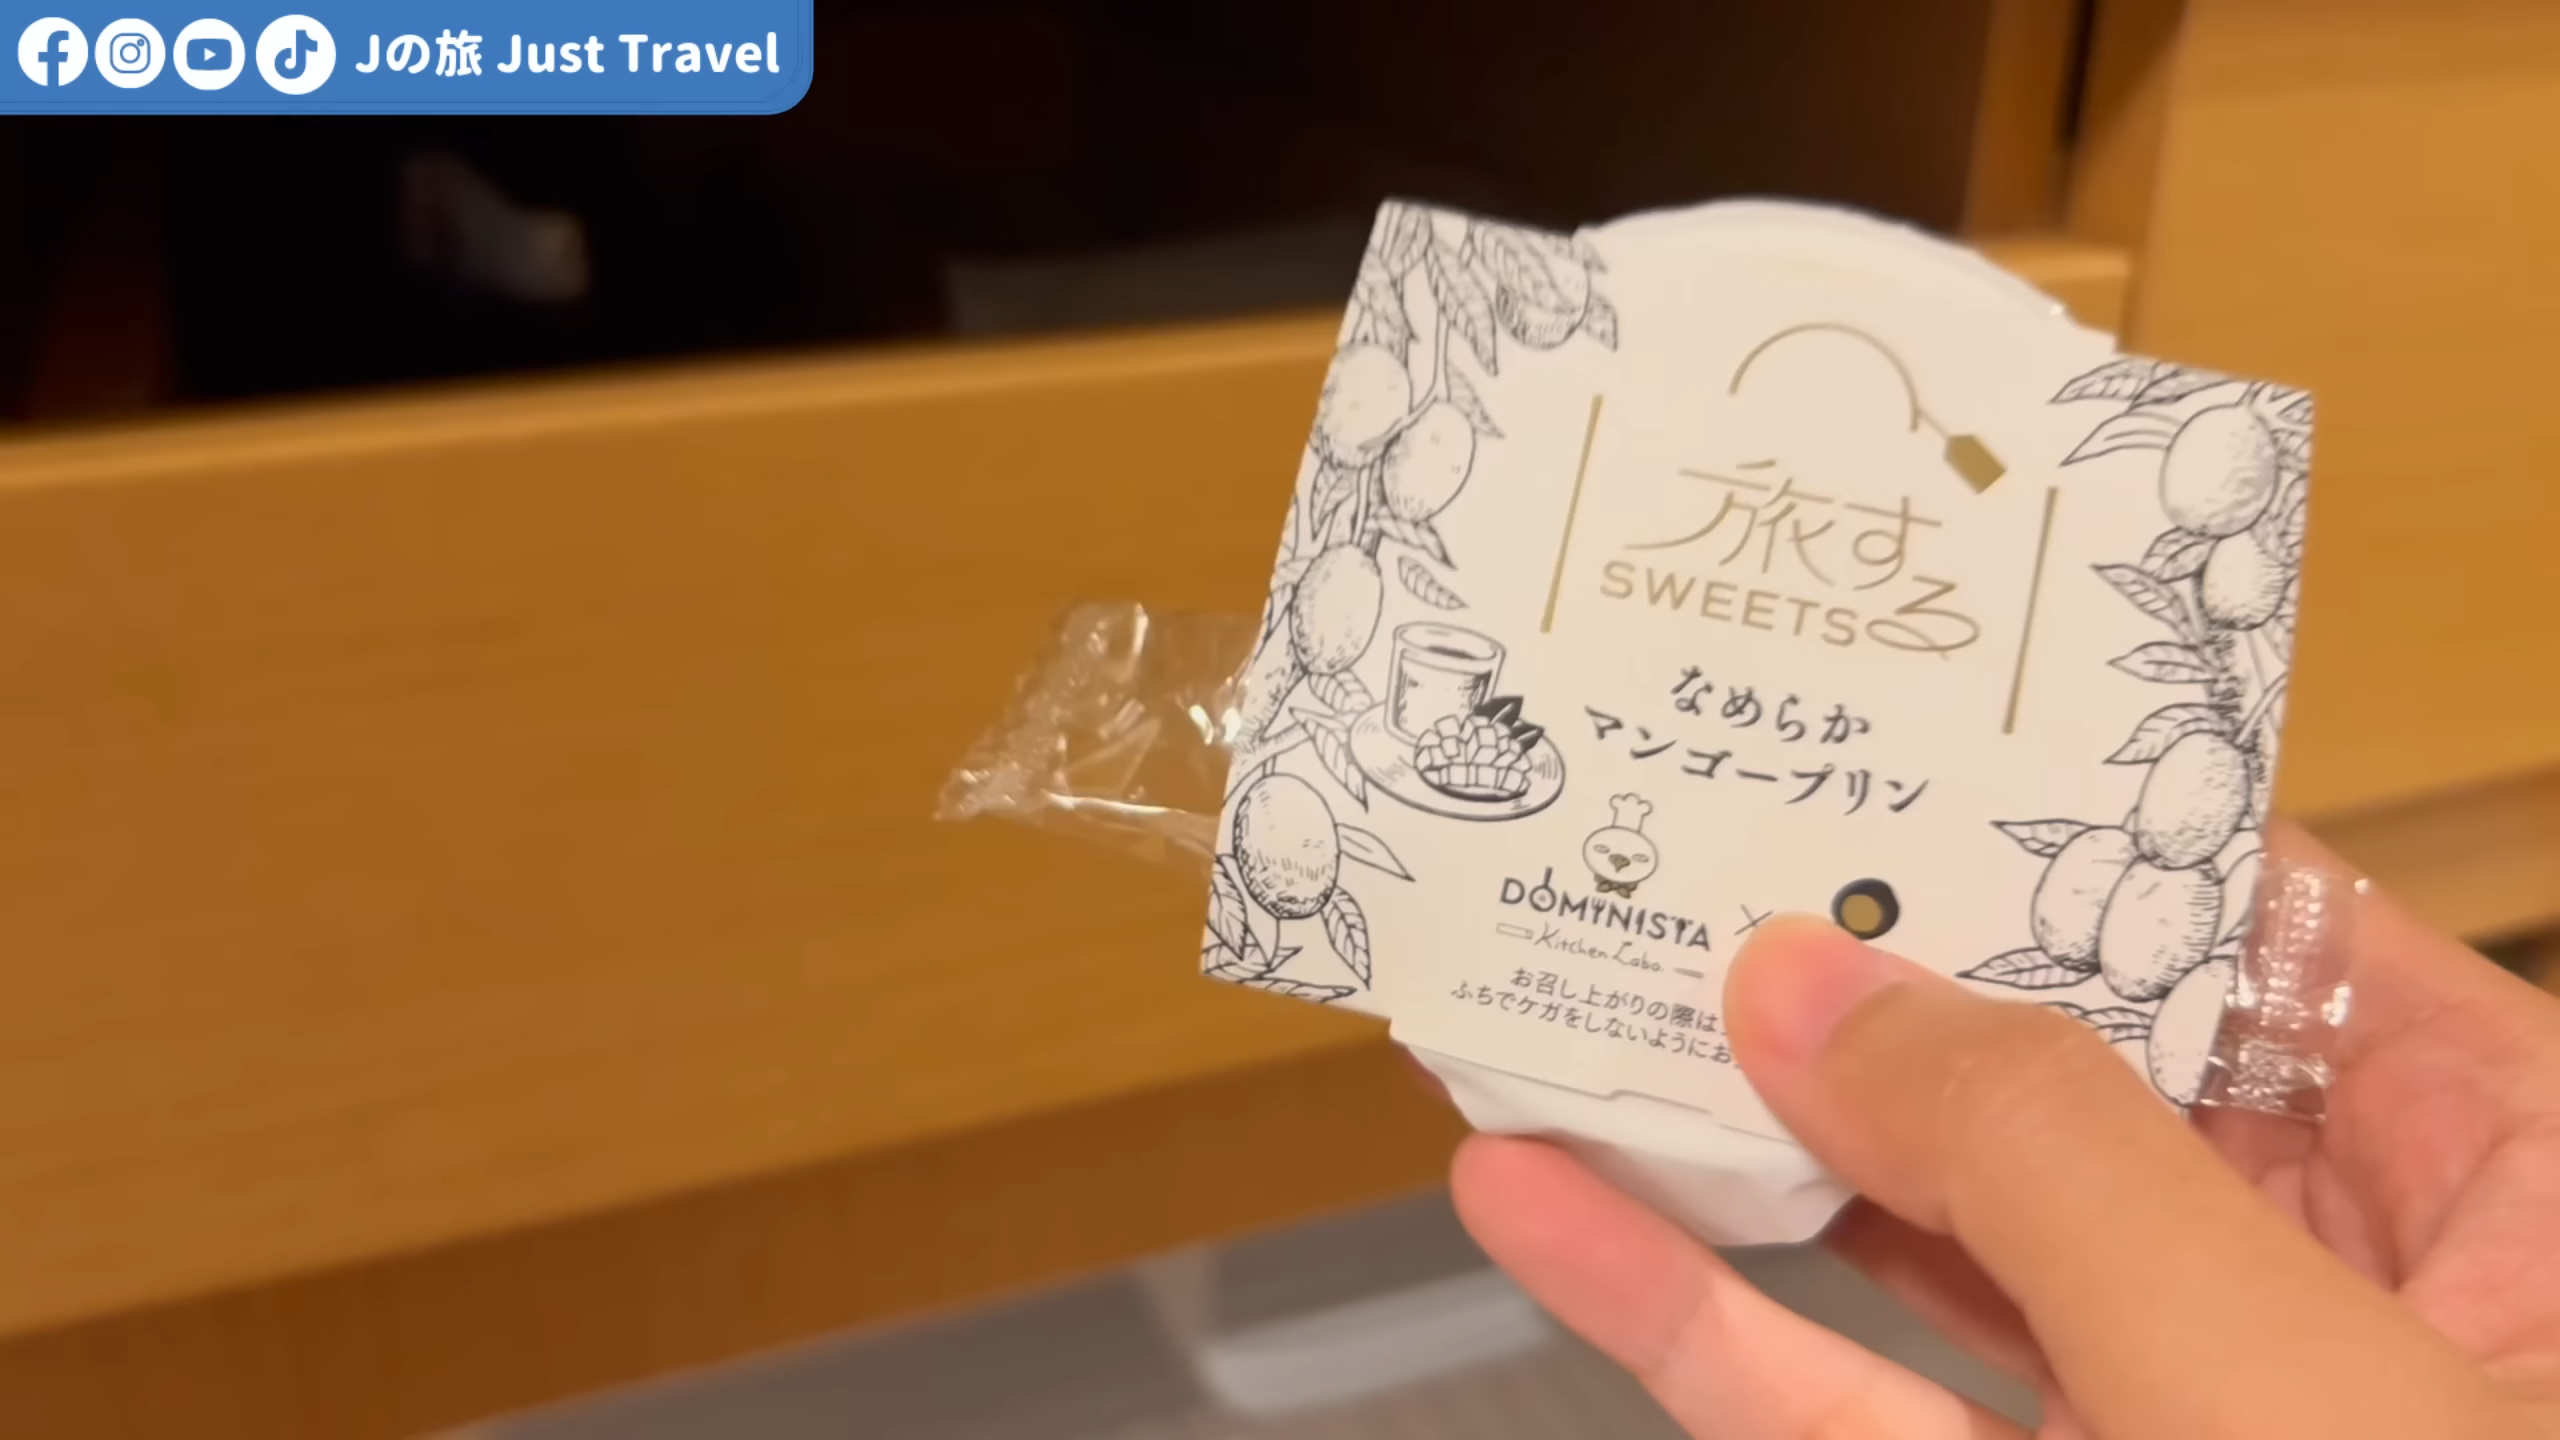 Jの旅 Just Travel
旅する
SWEETS
なめらか
マンゴープリン
DOMINISTA ×
Kitchen Labo.
お召し上がりの際は
ふちでケガをしないようにお